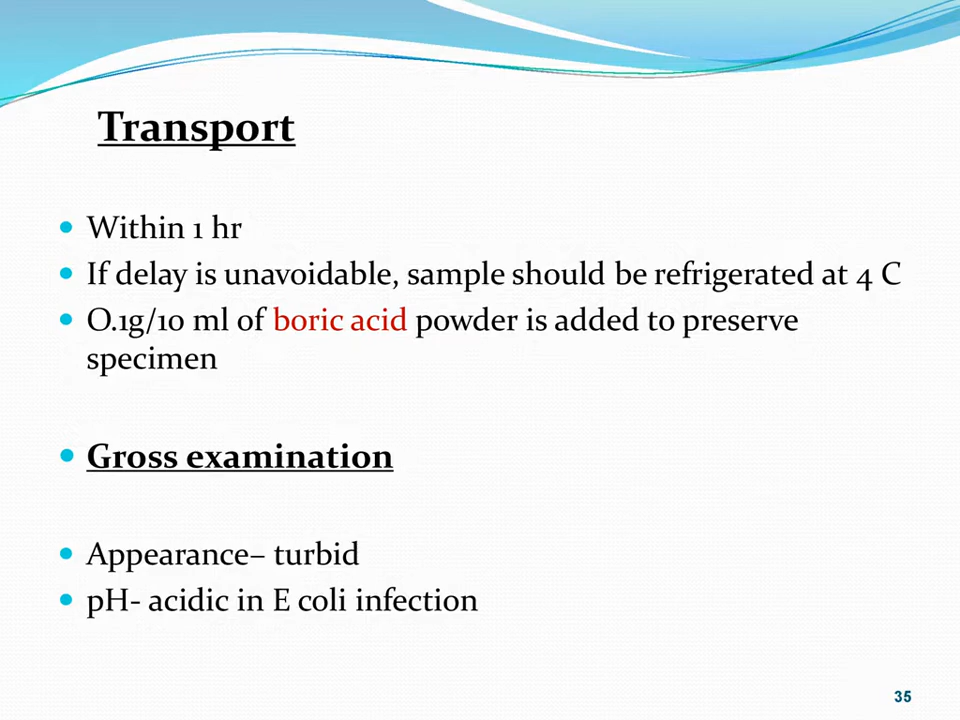 Transport
• Within 1 hr
• If delay is unavoidable, sample should be refrigerated at 4 C
• O.1g/10 ml of boric acid powder is added to preserve
specimen
• Gross examination
• Appearance– turbid
• pH- acidic in E coli infection
35